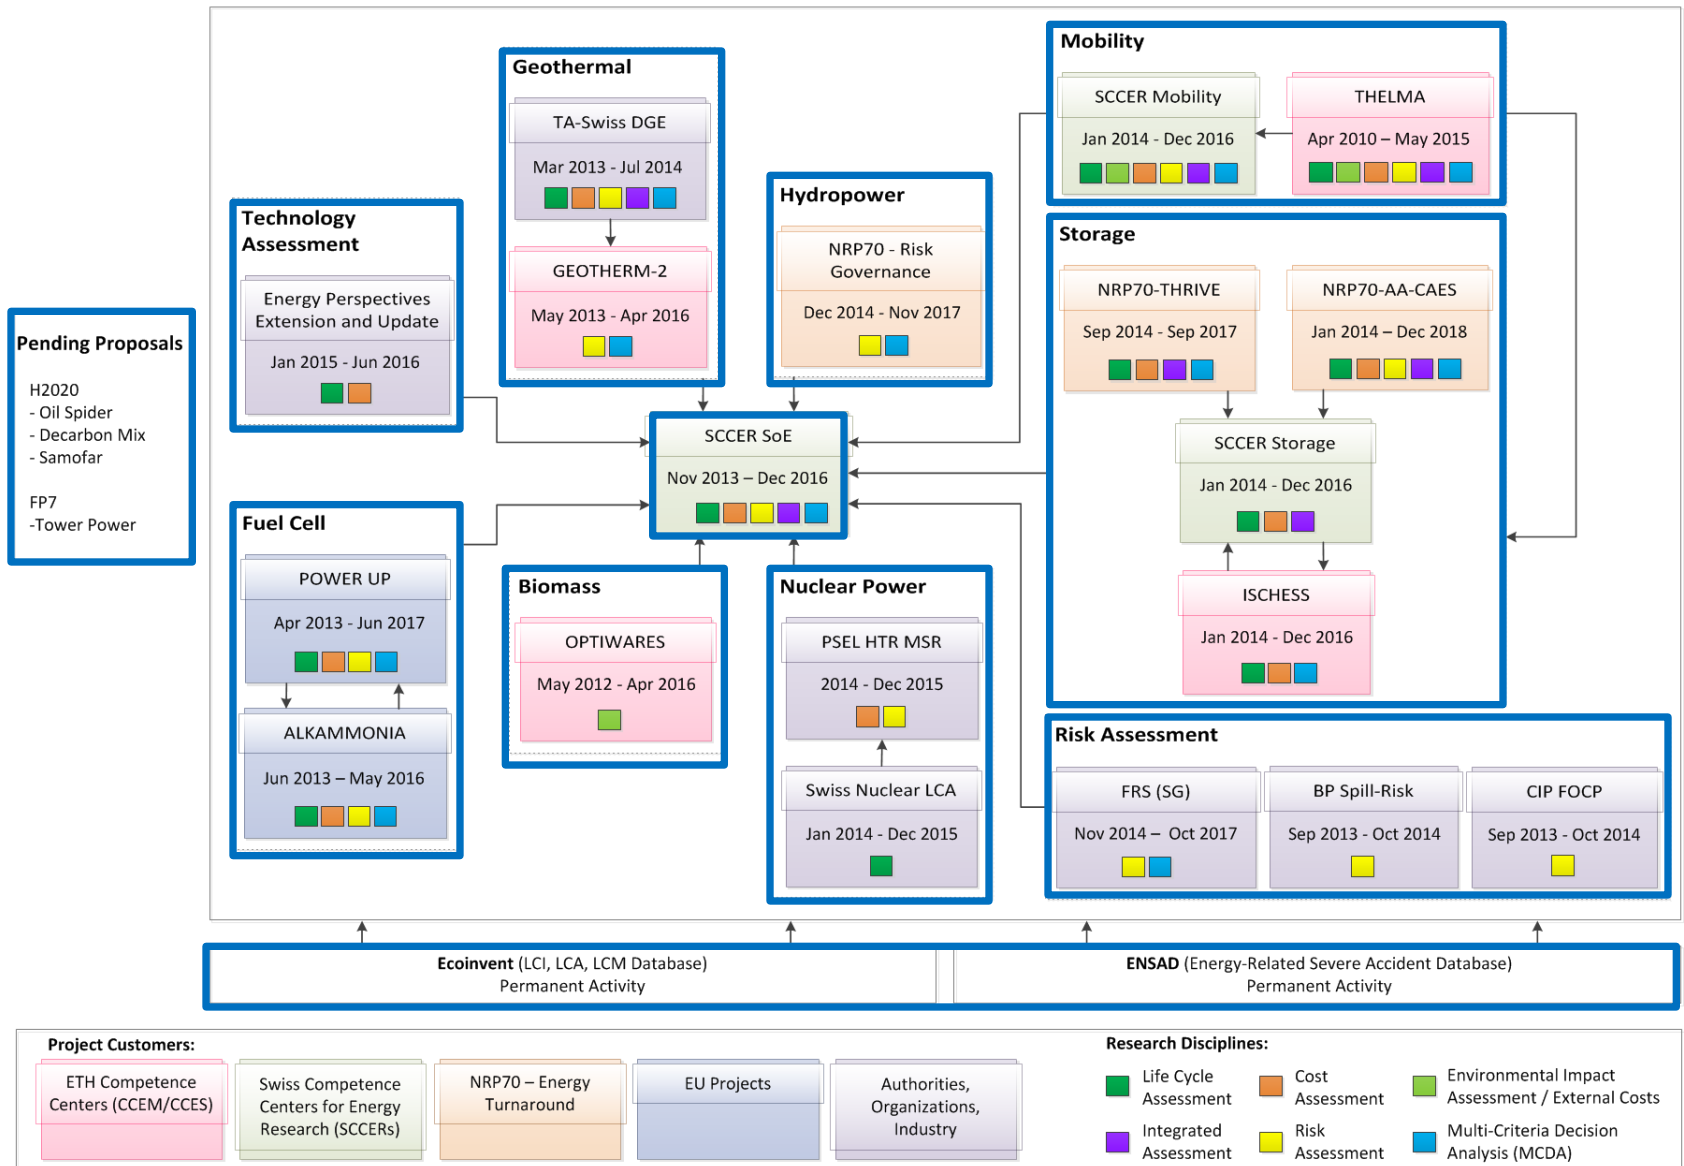 Pending Proposals
H2020
- Oil Spider
- Decarbon Mix
- Samofar
FP7
-Tower Power
Technology
Assessment
Energy Perspectives
Extension and Update
Jan 2015 - Jun 2016
Fuel Cell
POWER UP
Apr 2013 - Jun 2017
ALKAMMONIA
Jun 2013 – May 2016
Geothermal
TA-Swiss DGE
Mar 2013 - Jul 2014
GEOTHERM-2
May 2013 - Apr 2016
Hydropower
NRP70 - Risk
Governance
Dec 2014 - Nov 2017
SCCER SoE
Nov 2013 – Dec 2016
Biomass
OPTIWARES
May 2012 - Apr 2016
Nuclear Power
PSEL HTR MSR
2014 - Dec 2015
Swiss Nuclear LCA
Jan 2014 - Dec 2015
Mobility
SCCER Mobility
Jan 2014 - Dec 2016
THELMA
Apr 2010 – May 2015
Storage
NRP70-THRIVE
Sep 2014 - Sep 2017
NRP70-AA-CAES
Jan 2014 – Dec 2018
SCCER Storage
Jan 2014 - Dec 2016
ISCHESS
Jan 2014 - Dec 2016
Risk Assessment
FRS (SG)
Nov 2014 – Oct 2017
BP Spill-Risk
Sep 2013 - Oct 2014
CIP FOCP
Sep 2013 - Oct 2014
Ecoinvent (LCI, LCA, LCM Database)
Permanent Activity
ENSAD (Energy-Related Severe Accident Database)
Permanent Activity
Project Customers:
ETH Competence
Centers (CCEM/CCES)
Swiss Competence
Centers for Energy
Research (SCCERs)
NRP70 – Energy
Turnaround
EU Projects
Authorities,
Organizations,
Industry
Research Disciplines:
Life Cycle
Assessment
Cost
Assessment
Environmental Impact
Assessment / External Costs
Integrated
Assessment
Risk
Assessment
Multi-Criteria Decision
Analysis (MCDA)